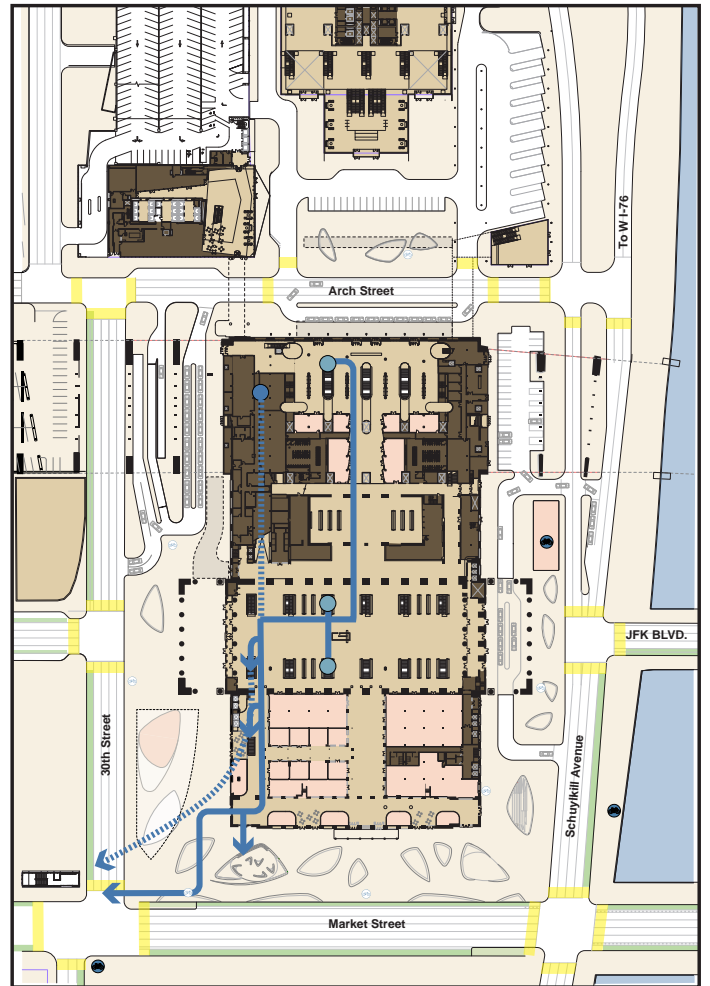 To W I-76
Arch Street
JFK BLVD.
30th Street
Schuylkill Avenue
Market Street